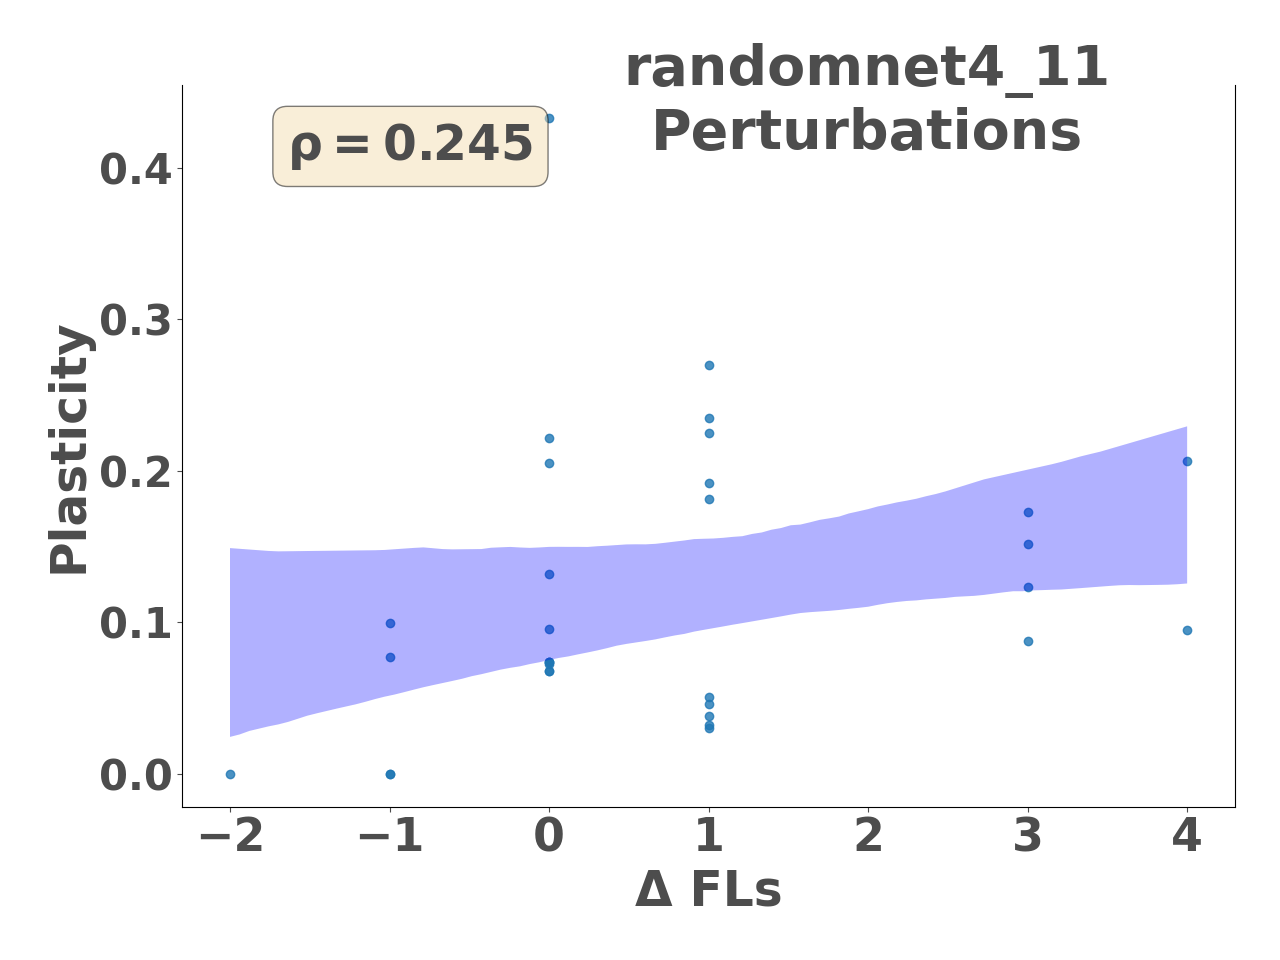 randomnet4_11
Perturbations
ρ = 0.245
Plasticity
0.4
0.3
0.2
0.1
0.0
−2 −1 0 1 2 3 4
Δ FLs